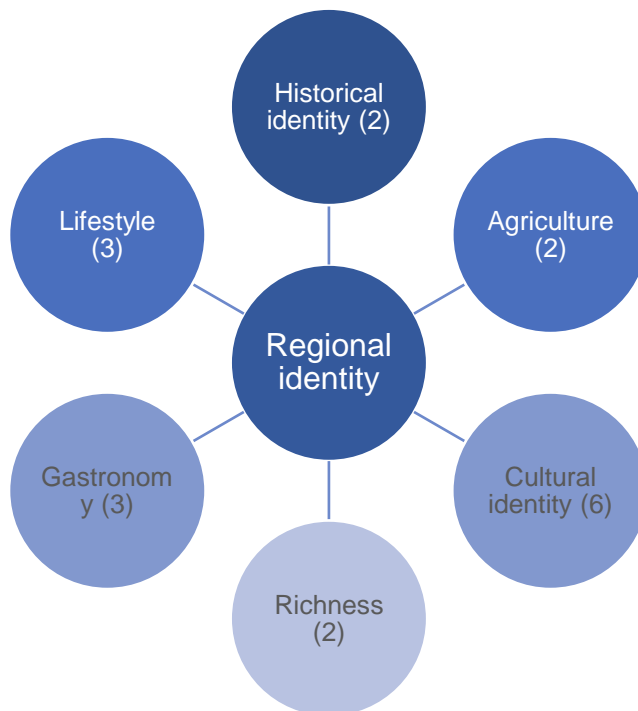 Historical
identity (2)
Lifestyle
(3)
Agriculture
(2)
Regional
identity
Gastronom
y (3)
Cultural
identity (6)
Richness
(2)